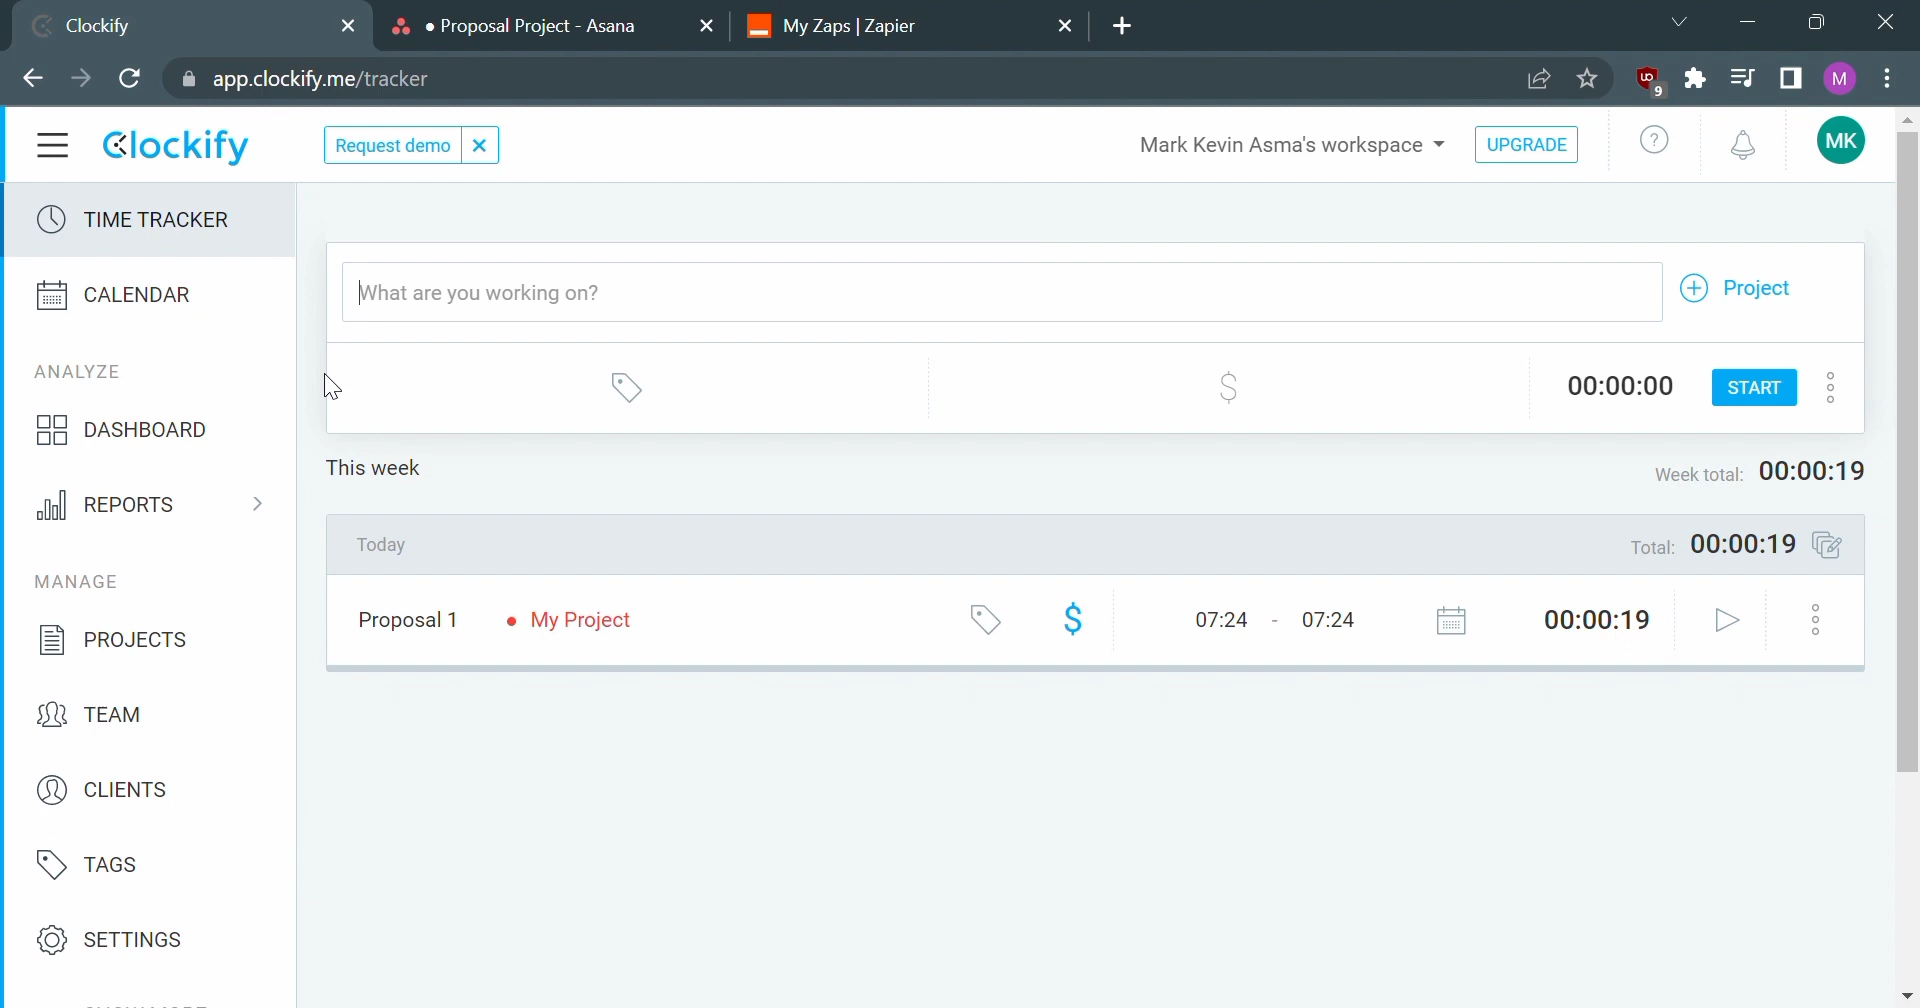 Clockify
• Proposal Project - Asana
My Zaps | Zapier
app.clockify.me/tracker
9
M
Clockify
Request demo
Mark Kevin Asma's workspace
UPGRADE
?
MK
TIME TRACKER
What are you working on?
Project
CALENDAR
ANALYZE
$
00:00:00
START
DASHBOARD
This week
Week total: 00:00:19
REPORTS
Today
Total: 00:00:19
MANAGE
Proposal 1
• My Project
$
07:24 - 07:24
00:00:19
PROJECTS
TEAM
CLIENTS
TAGS
SETTINGS